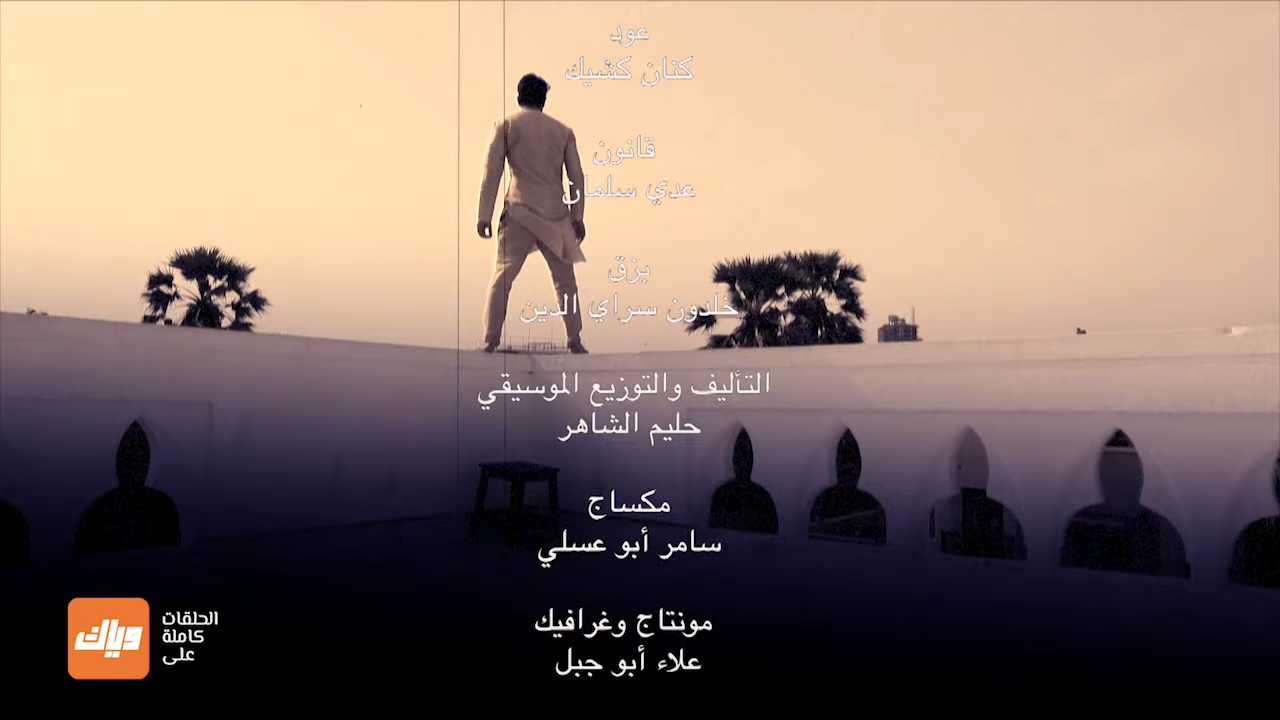 عود
كنان كشيك
قانون
عدي سلمان
بزق
خلدون سراي الدين
التأليف والتوزيع الموسيقي
حليم الشاهر
مكساج
سامر أبو عسلي
مونتاج وغرافيك
علاء أبو جبل
وياك
الحلقات
كاملة
على